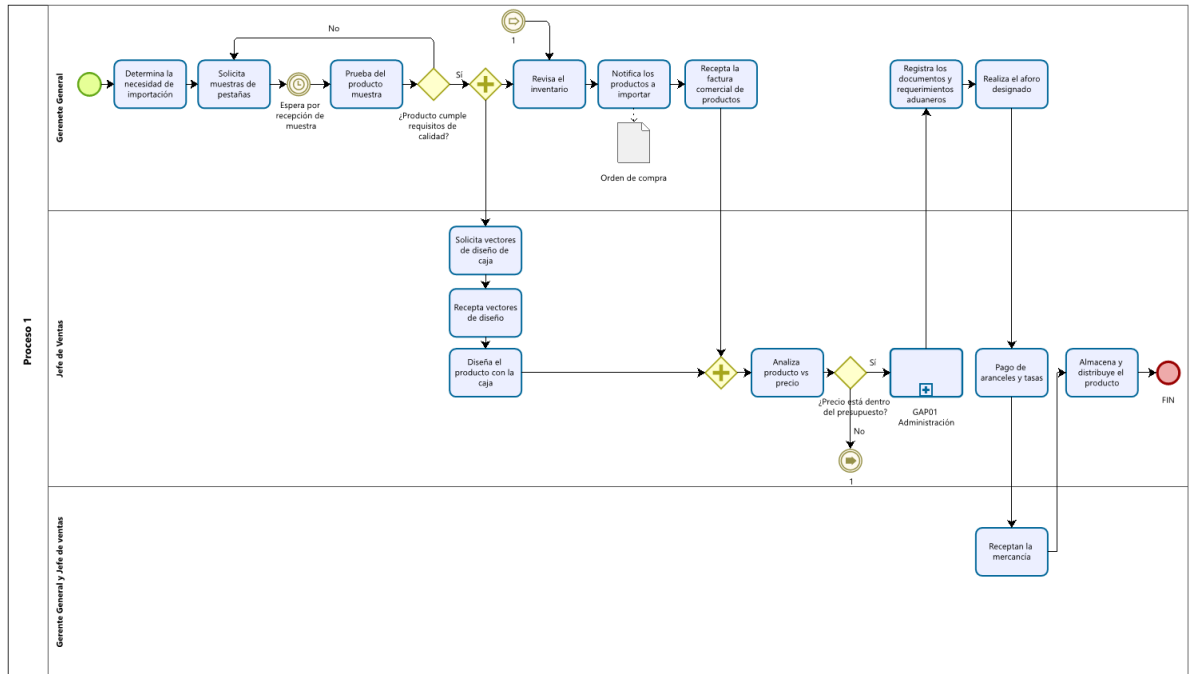 Proceso 1
Gerenete General
Determina la
necesidad de
importación
Solicita
muestras de
pestañas
Espera por
recepción de
muestra
Prueba del
producto
muestra
No
¿Producto cumple
requisitos de
calidad?
Sí
1
Revisa el
inventario
Notifica los
productos a
importar
Orden de compra
Recepta la
factura
comercial de
productos
Registra los
documentos y
requerimientos
aduaneros
Realiza el aforo
designado
Jefe de Ventas
Solicita vectores
de diseño de
caja
Recepta vectores
de diseño
Diseña el
producto con la
caja
Analiza
producto vs
precio
¿Precio está dentro
del presupuesto?
Sí
No
1
GAP01
Administración
Pago de
aranceles y tasas
Almacena y
distribuye el
producto
FIN
Gerente General y Jefe de ventas
Receptan la
mercancía